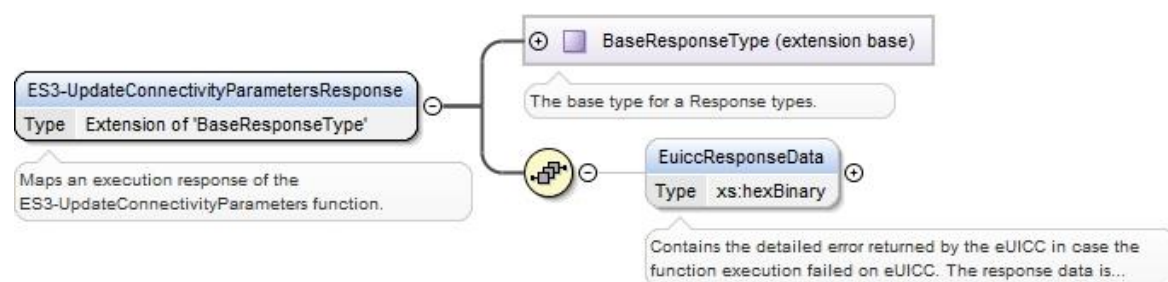 BaseResponseType (extension base)
The base type for a Response types.
ES3-UpdateConnectivityParametersResponse
Type Extension of 'BaseResponseType'
Maps an execution response of the
ES3-UpdateConnectivityParameters function.
EuiccResponseData
Type xs:hexBinary
Contains the detailed error returned by the eUICC in case the
function execution failed on eUICC. The response data is...